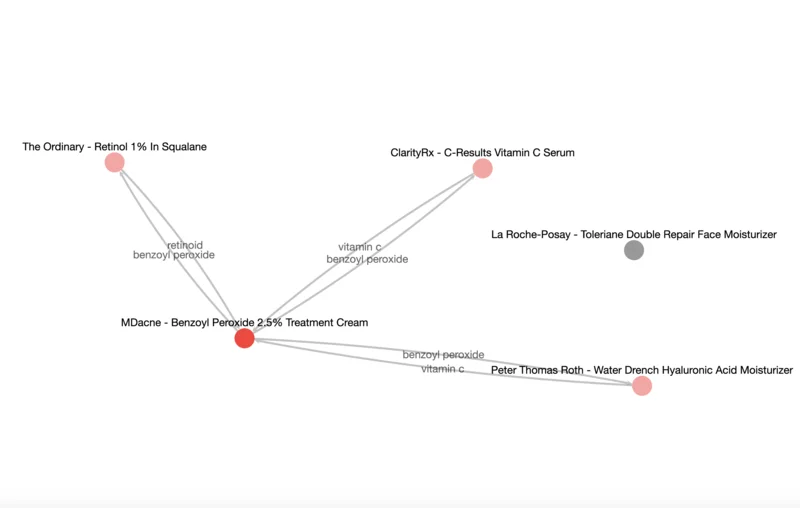 The Ordinary - Retinol 1% In Squalane
ClarityRx - C-Results Vitamin C Serum
La Roche-Posay - Toleriane Double Repair Face Moisturizer
retinoid
benzoyl peroxide
vitamin c
benzoyl peroxide
MDacne - Benzoyl Peroxide 2.5% Treatment Cream
benzoyl peroxide
vitamin c
Peter Thomas Roth - Water Drench Hyaluronic Acid Moisturizer